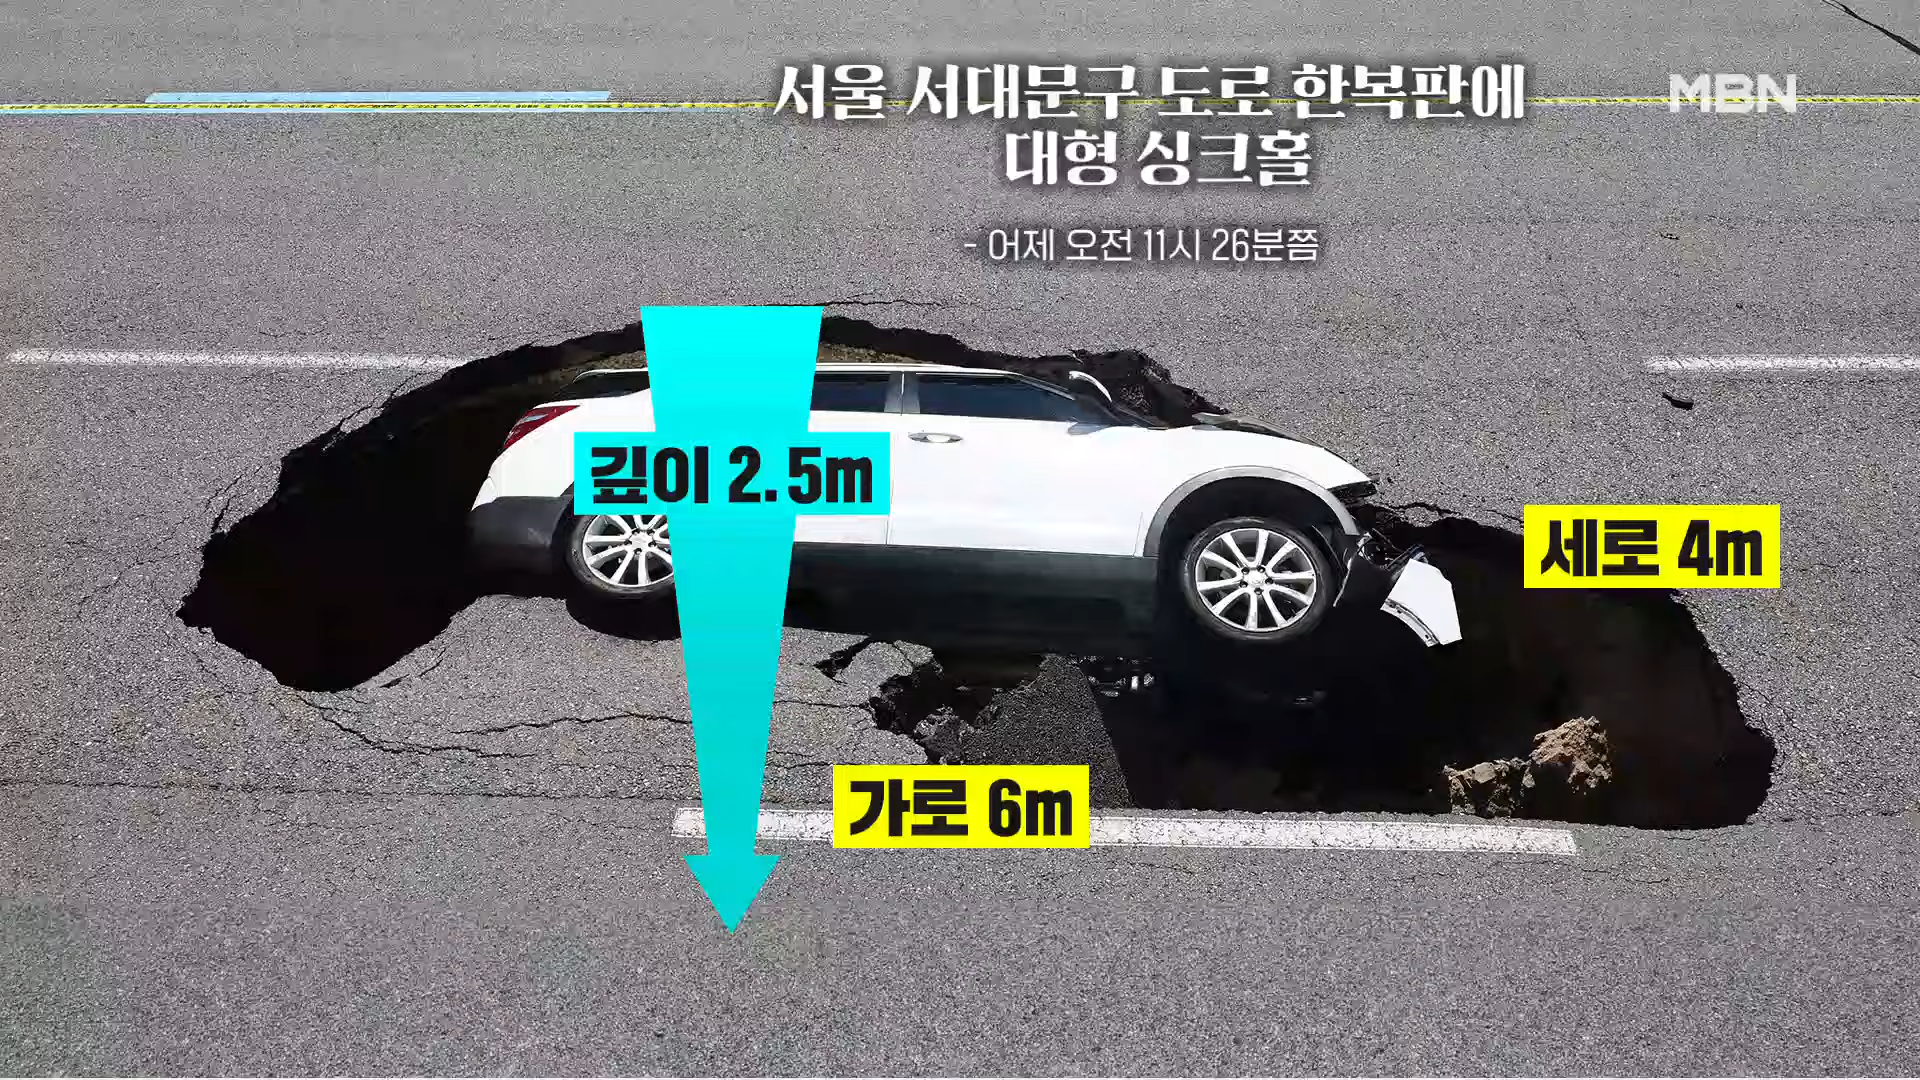 서울 서대문구 도로 한복판에
MBN
대형 싱크홀
- 어제 오전 11시 26분쯤
깊이 2.5m
세로 4m
가로 6m